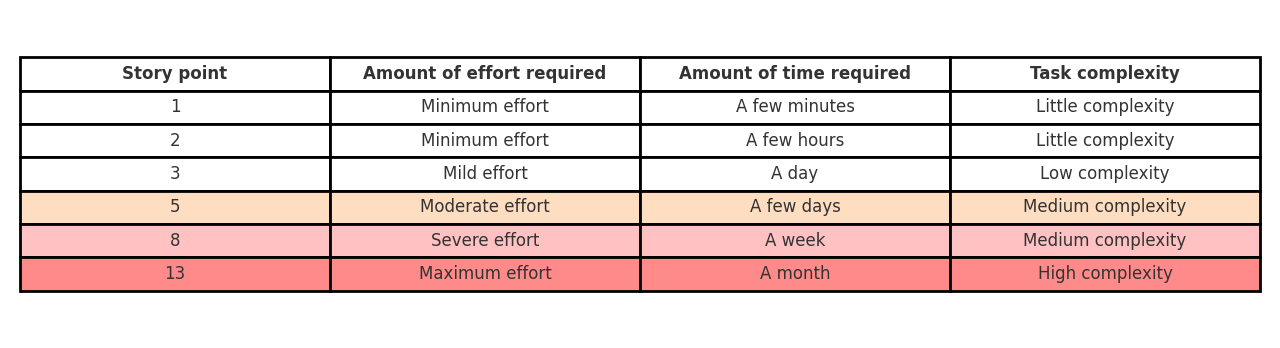 Story point Amount of effort required Amount of time required Task complexity
1 Minimum effort A few minutes Little complexity
2 Minimum effort A few hours Little complexity
3 Mild effort A day Low complexity
5 Moderate effort A few days Medium complexity
8 Severe effort A week Medium complexity
13 Maximum effort A month High complexity